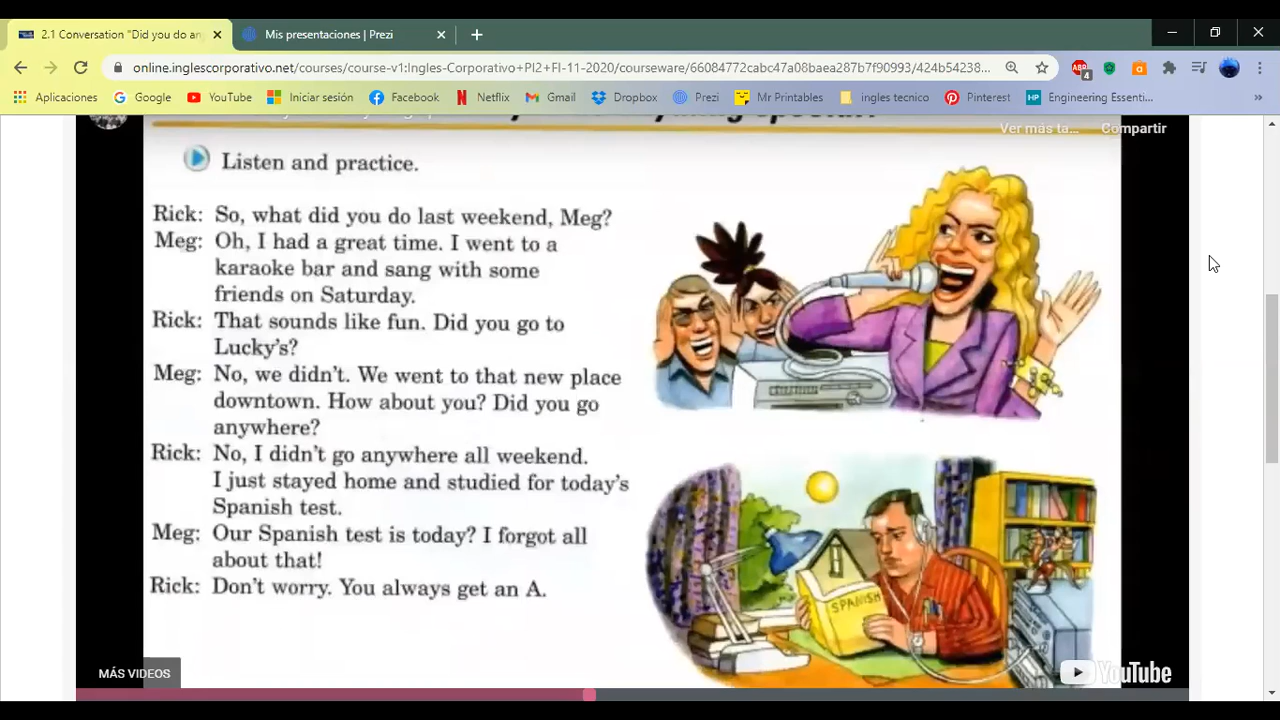 2.1 Conversation "Did you do an
Mis presentaciones | Prezi
online.inglescorporativo.net/courses/course-v1:Ingles-Corporativo+PI2+FI-11-2020/courseware/66084772cabc47a08baea287b7f90993/424b54238...
ABP
4
Aplicaciones
Google
YouTube
Iniciar sesión
Facebook
Netflix
Gmail
Dropbox
Prezi
Mr Printables
ingles tecnico
Pinterest
HP
Engineering Essenti...
»
Ver más ta...
Compartir
Listen and practice.
Rick: So, what did you do last weekend, Meg?
Meg: Oh, I had a great time. I went to a
karaoke bar and sang with some
friends on Saturday.
Rick: That sounds like fun. Did you go to
Lucky's?
Meg: No, we didn't. We went to that new place
downtown. How about you? Did you go
anywhere?
Rick: No, I didn't go anywhere all weekend.
I just stayed home and studied for today's
Spanish test.
Meg: Our Spanish test is today? I forgot all
about that!
Rick: Don't worry. You always get an A.
SPANISH
MÁS VIDEOS
YouTube